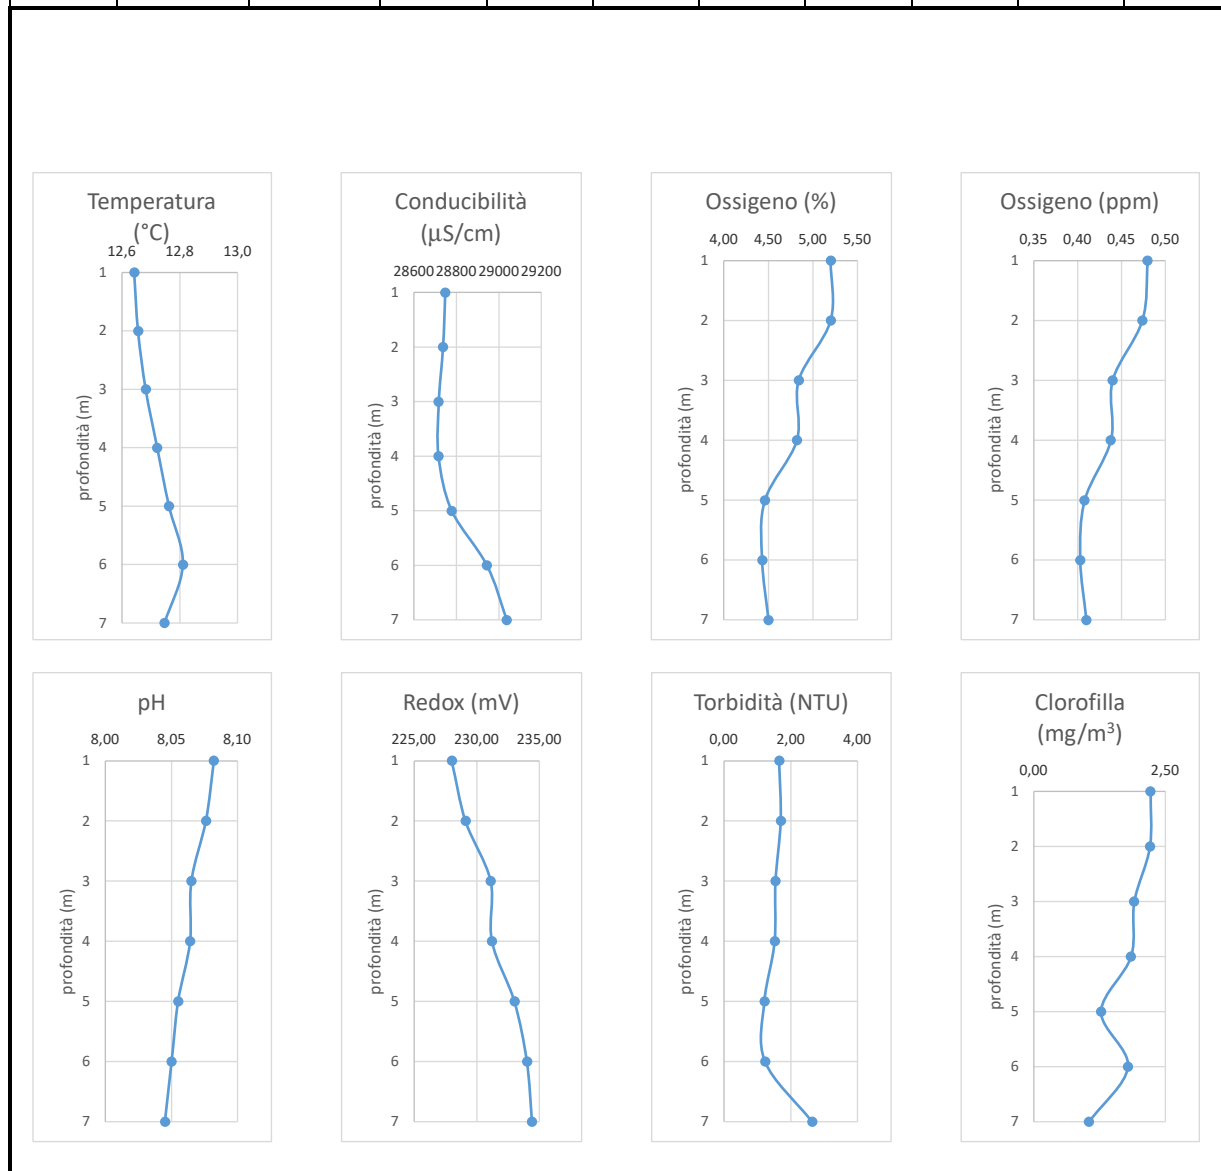 Temperatura
(°C)
12,6 12,8 13,0
1
2
3
4
5
6
7
profondità (m)
Conducibilità
(µS/cm)
28600 28800 29000 29200
1
2
3
4
5
6
7
profondità (m)
Ossigeno (%)
4,00 4,50 5,00 5,50
1
2
3
4
5
6
7
profondità (m)
Ossigeno (ppm)
0,35 0,40 0,45 0,50
1
2
3
4
5
6
7
profondità (m)
pH
8,00 8,05 8,10
1
2
3
4
5
6
7
profondità (m)
Redox (mV)
225,00 230,00 235,00
1
2
3
4
5
6
7
profondità (m)
Torbidità (NTU)
0,00 2,00 4,00
1
2
3
4
5
6
7
profondità (m)
Clorofilla
(mg/m³)
0,00 2,50
1
2
3
4
5
6
7
profondità (m)